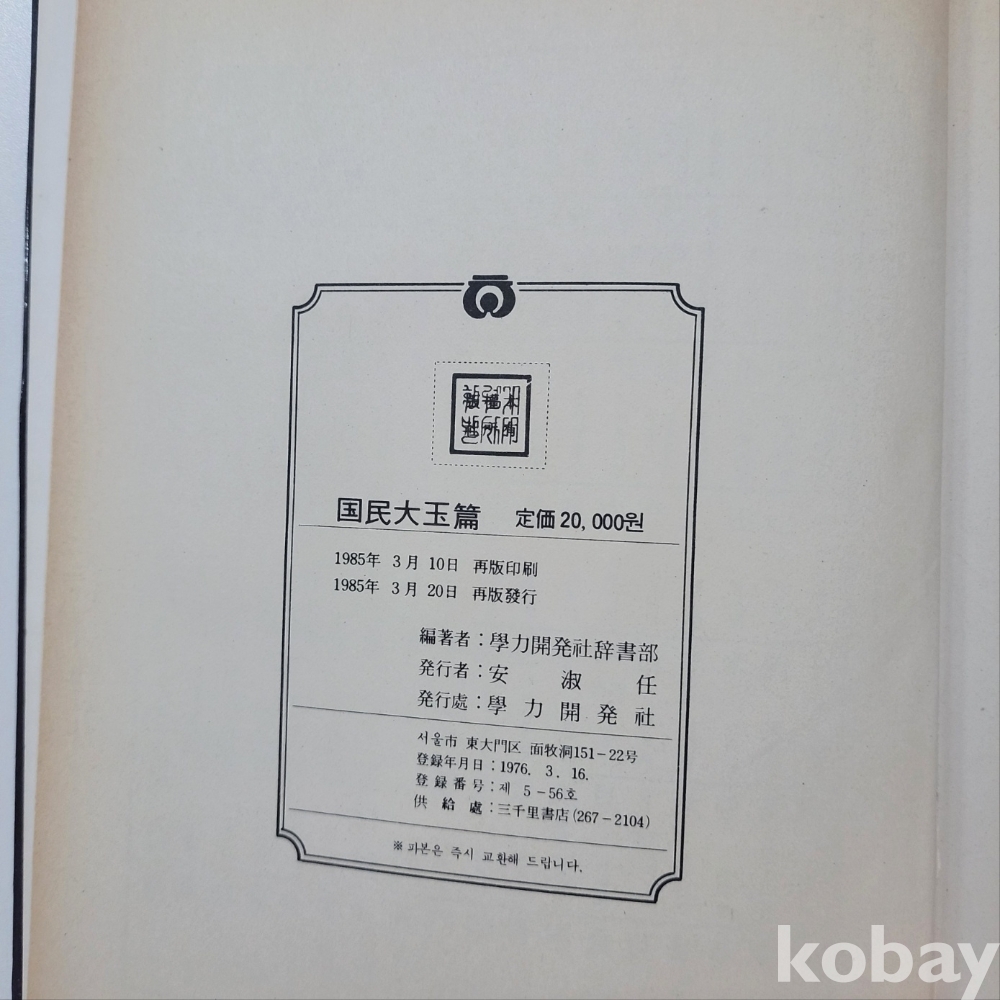 国民大玉篇 定価 20,000원
1985年 3月 10日 再版印刷
1985年 3月 20日 再版發行
編著者 : 學力開発社辞書部
発行者 : 安 淑 任
発行處 : 學力開発社
서울市 東大門区 面牧洞151-22号
登録年月日 : 1976. 3. 16.
登録番号 : 제 5-56호
供給處 : 三千里書店(267-2104)
※ 파본은 즉시 교환해 드립니다.
kobay